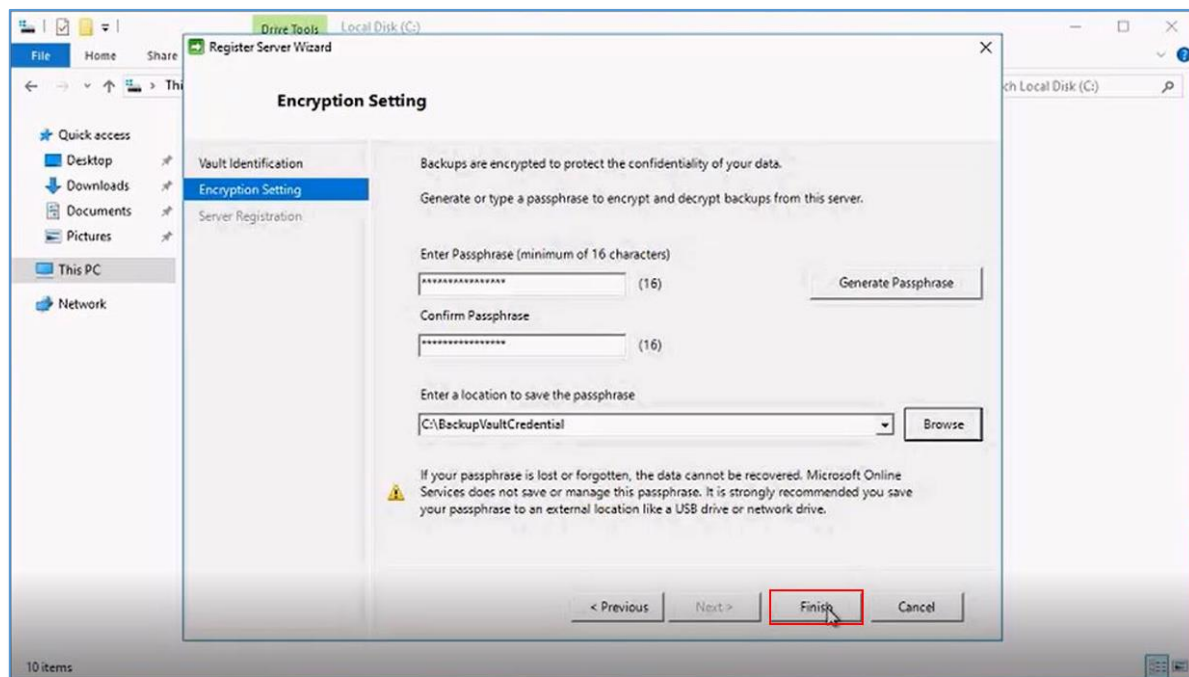 Drive Tools
Local Disk (C:)
File
Home
Share
Thi
ch Local Disk (C:)
Quick access
Desktop
Downloads
Documents
Pictures
This PC
Network
Register Server Wizard
Encryption Setting
Vault Identification
Encryption Setting
Server Registration
Backups are encrypted to protect the confidentiality of your data.
Generate or type a passphrase to encrypt and decrypt backups from this server.
Enter Passphrase (minimum of 16 characters)
**************** (16)
Generate Passphrase
Confirm Passphrase
**************** (16)
Enter a location to save the passphrase
C:\BackupVaultCredential
Browse
If your passphrase is lost or forgotten, the data cannot be recovered. Microsoft Online
Services does not save or manage this passphrase. It is strongly recommended you save
your passphrase to an external location like a USB drive or network drive.
< Previous
Next >
Finish
Cancel
10 items